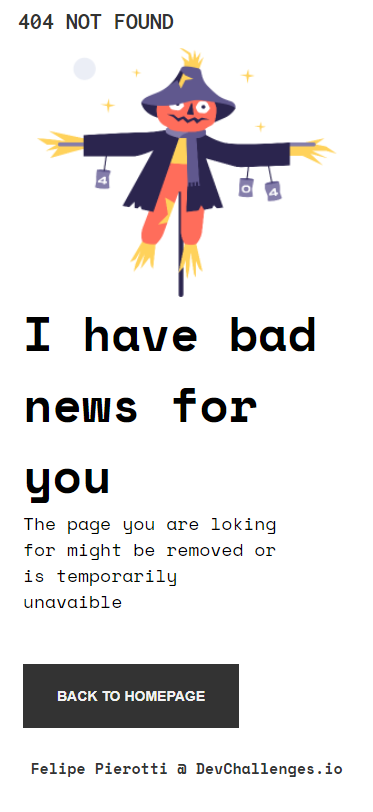 404 NOT FOUND
4
0
4
I have bad
news for
you
The page you are loking
for might be removed or
is temporarily
unavaible
BACK TO HOMEPAGE
Felipe Pierotti @ DevChallenges.io